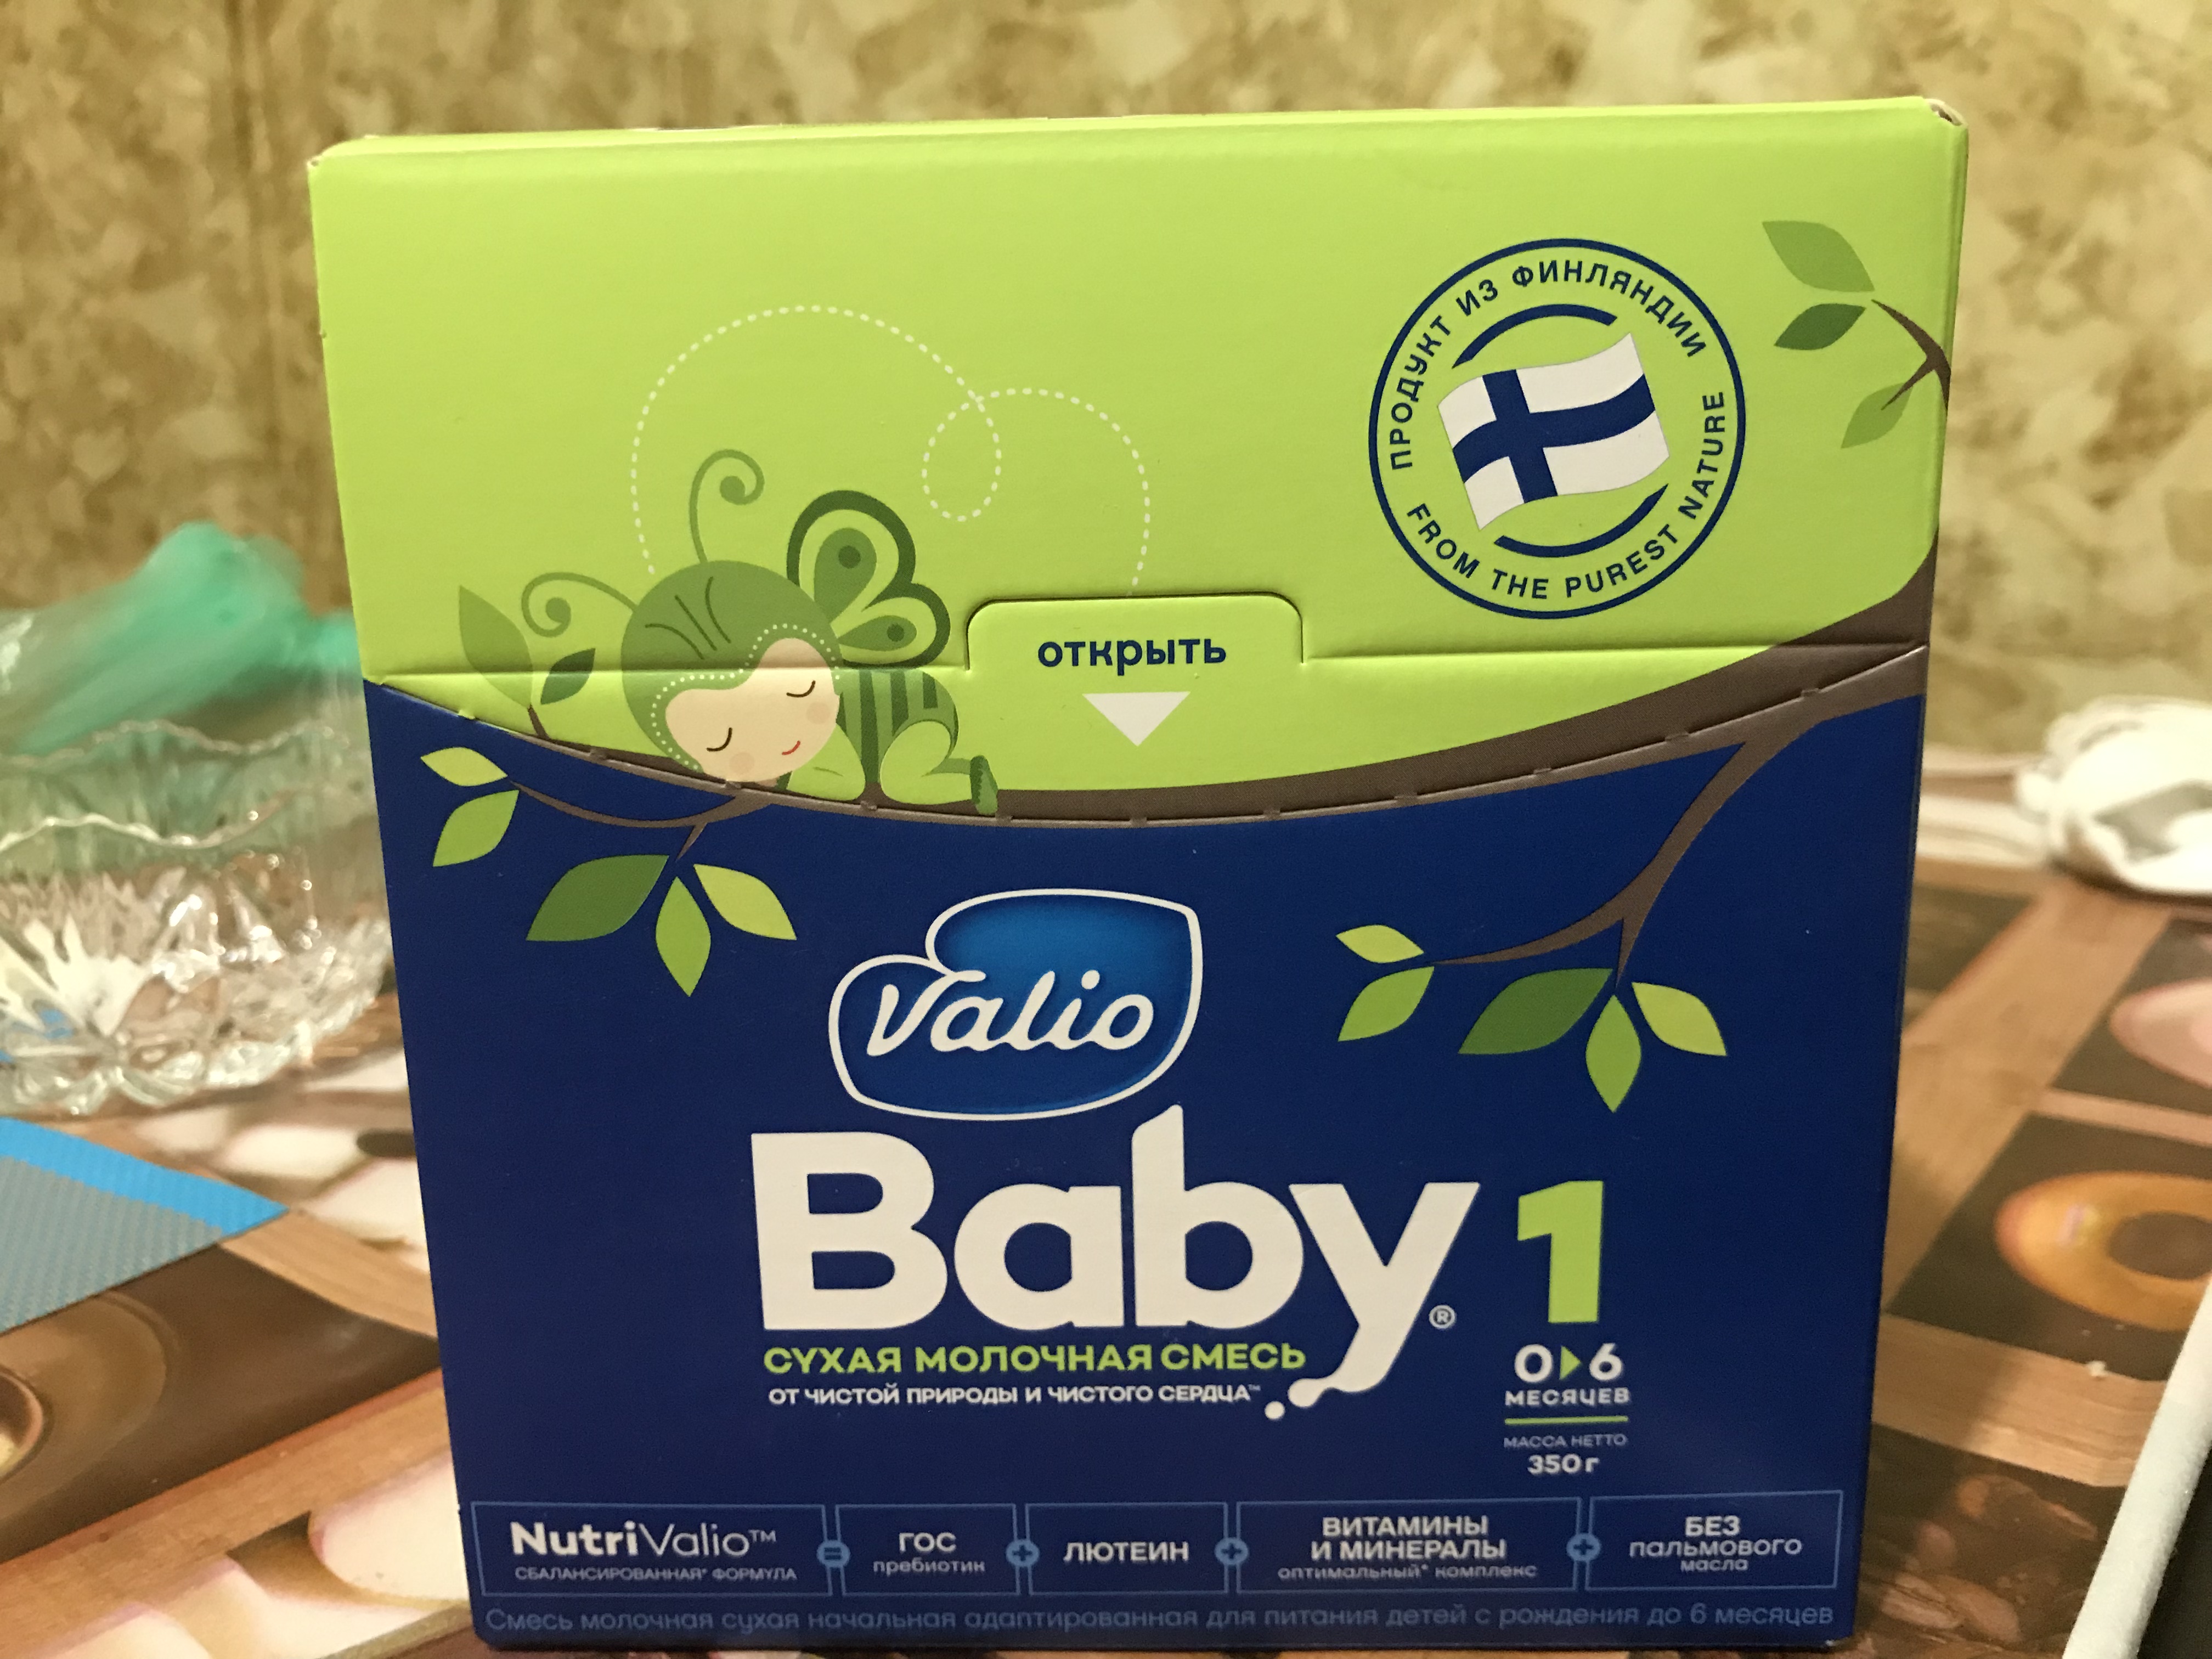 ПРОДУКТ ИЗ ФИНЛЯНДИИ
FROM THE PUREST NATURE
открыть
Valio
Baby® 1
СУХАЯ МОЛОЧНАЯ СМЕСЬ
ОТ ЧИСТОЙ ПРИРОДЫ И ЧИСТОГО СЕРДЦА™
0 6
МЕСЯЦЕВ
МАССА НЕТТО
350 г
NutriValio™
СБАЛАНСИРОВАННАЯ* ФОРМУЛА
=
ГОС
пребиотин
+
ЛЮТЕИН
+
ВИТАМИНЫ
И МИНЕРАЛЫ
оптимальный* комплекс
+
БЕЗ
пальмового
масла
Смесь молочная сухая начальная адаптированная для питания детей с рождения до 6 месяцев